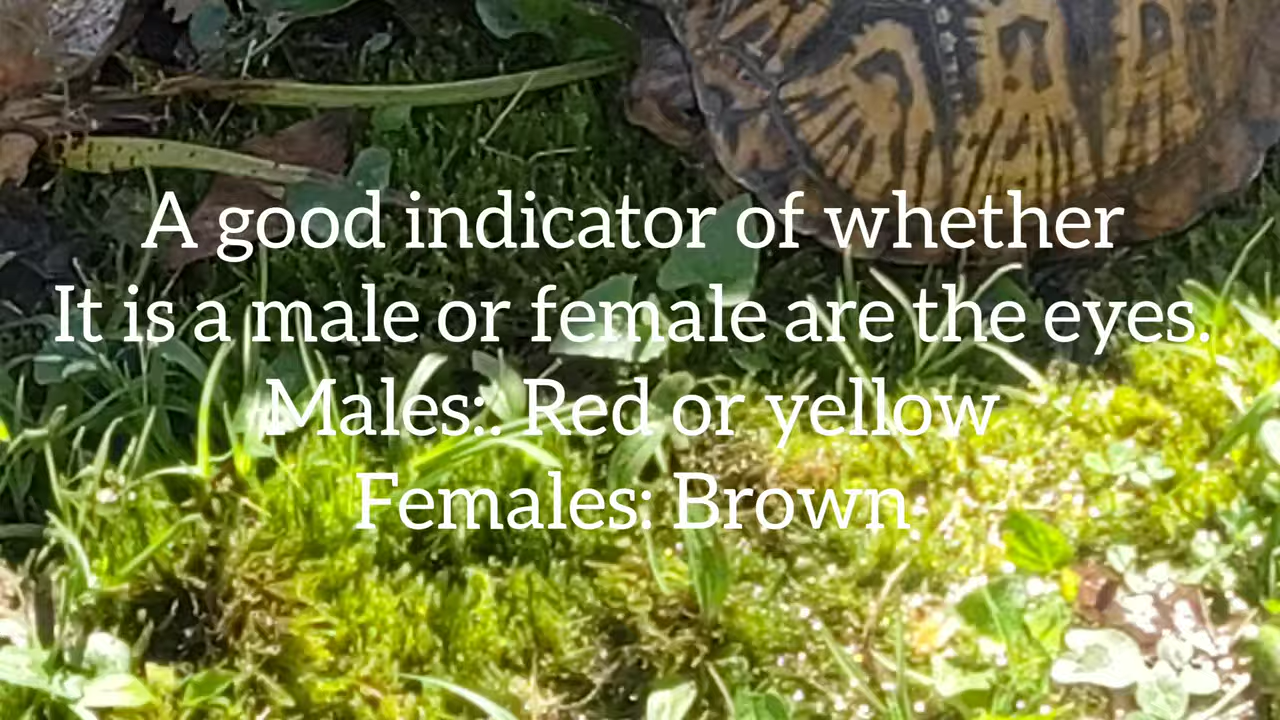 A good indicator of whether
It is a male or female are the eyes.
Males:. Red or yellow
Females: Brown